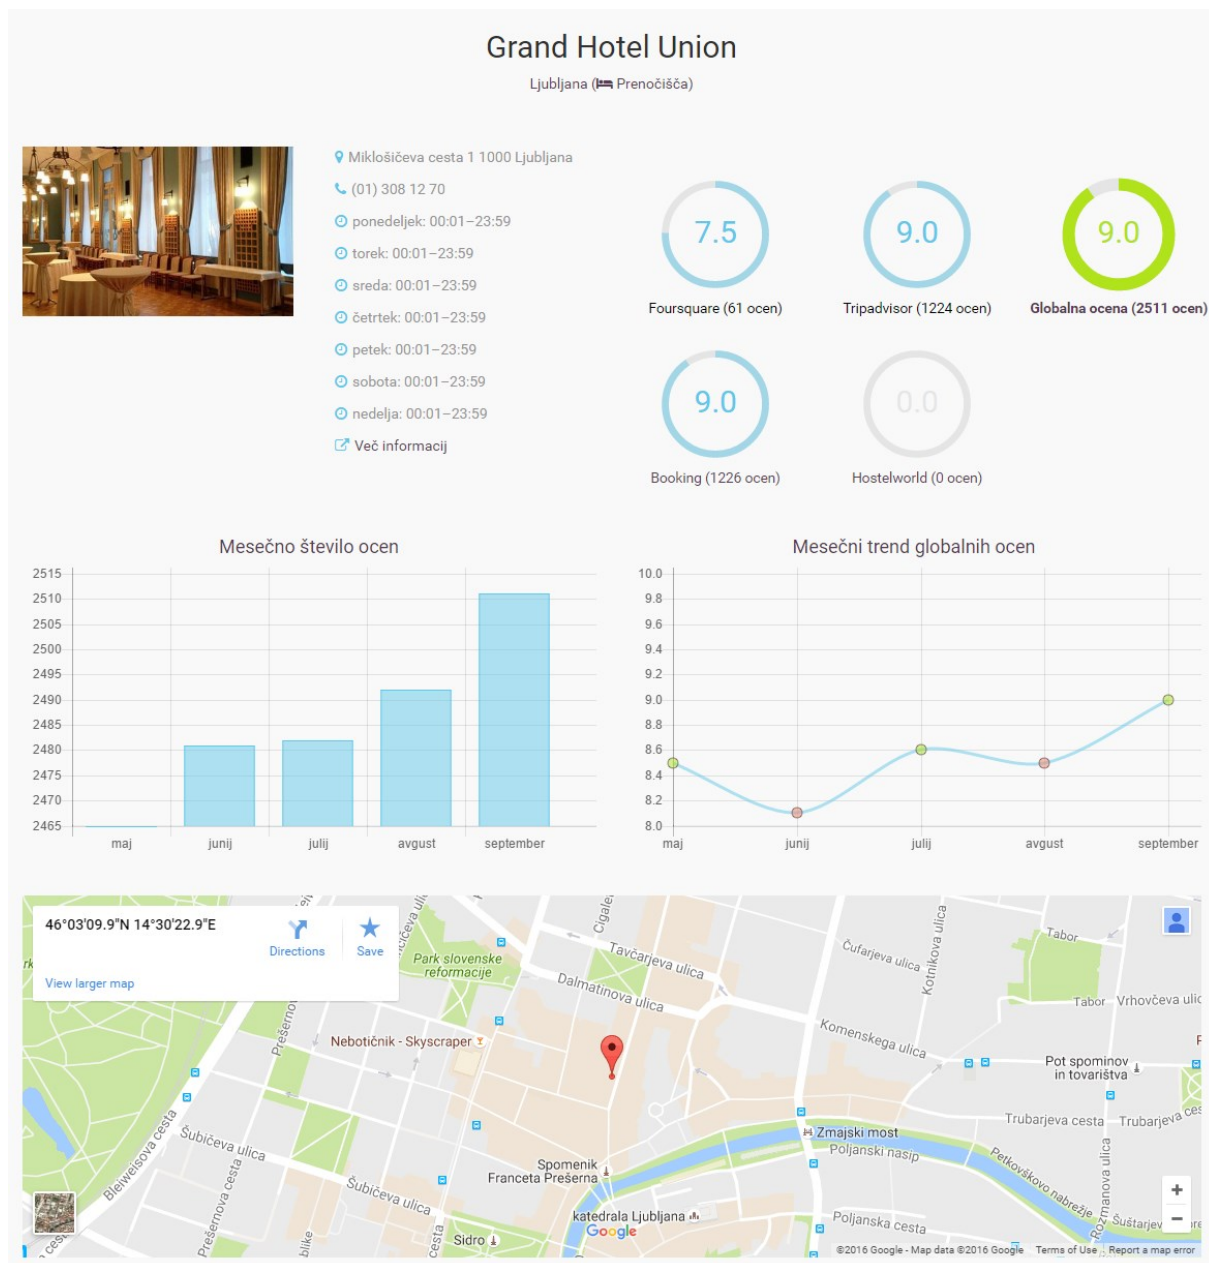 Grand Hotel Union
Ljubljana ( Prenočišča)
Miklošičeva cesta 1 1000 Ljubljana
(01) 308 12 70
ponedeljek: 00:01–23:59
torek: 00:01–23:59
sreda: 00:01–23:59
četrtek: 00:01–23:59
petek: 00:01–23:59
sobota: 00:01–23:59
nedelja: 00:01–23:59
Več informacij
7.5
Foursquare (61 ocen)
9.0
Tripadvisor (1224 ocen)
9.0
Globalna ocena (2511 ocen)
9.0
Booking (1226 ocen)
0.0
Hostelworld (0 ocen)
Mesečno število ocen
2515
2510
2505
2500
2495
2490
2485
2480
2475
2470
2465
maj junij julij avgust september
Mesečni trend globalnih ocen
10.0
9.8
9.6
9.4
9.2
9.0
8.8
8.6
8.4
8.2
8.0
maj junij julij avgust september
46°03'09.9"N 14°30'22.9"E
Directions
Save
View larger map
Park slovenske
reformacije
Tavčarjeva ulica
Dalmatinova ulica
Čufarjeva ulica
Kotnikova ulica
Tabor
Tabor
Vrhovčeva ulic
Komenskega ulica
Nebotičnik - Skyscraper
Pot spominov
in tovarištva
Trubarjeva cesta
Trubarjeva ces
Zmajski most
Poljanski nasip
Petkovškovo nabrežje
Rozmanova ulica
Bleiweisova cesta
Šubičeva ulica
Prešernova cesta
Šubičeva ulica
Spomenik
Franceta Prešerna
katedrala Ljubljana
Google
Sidro
cesta
Poljanska cesta
+
−
©2016 Google - Map data ©2016 Google Terms of Use Report a map error